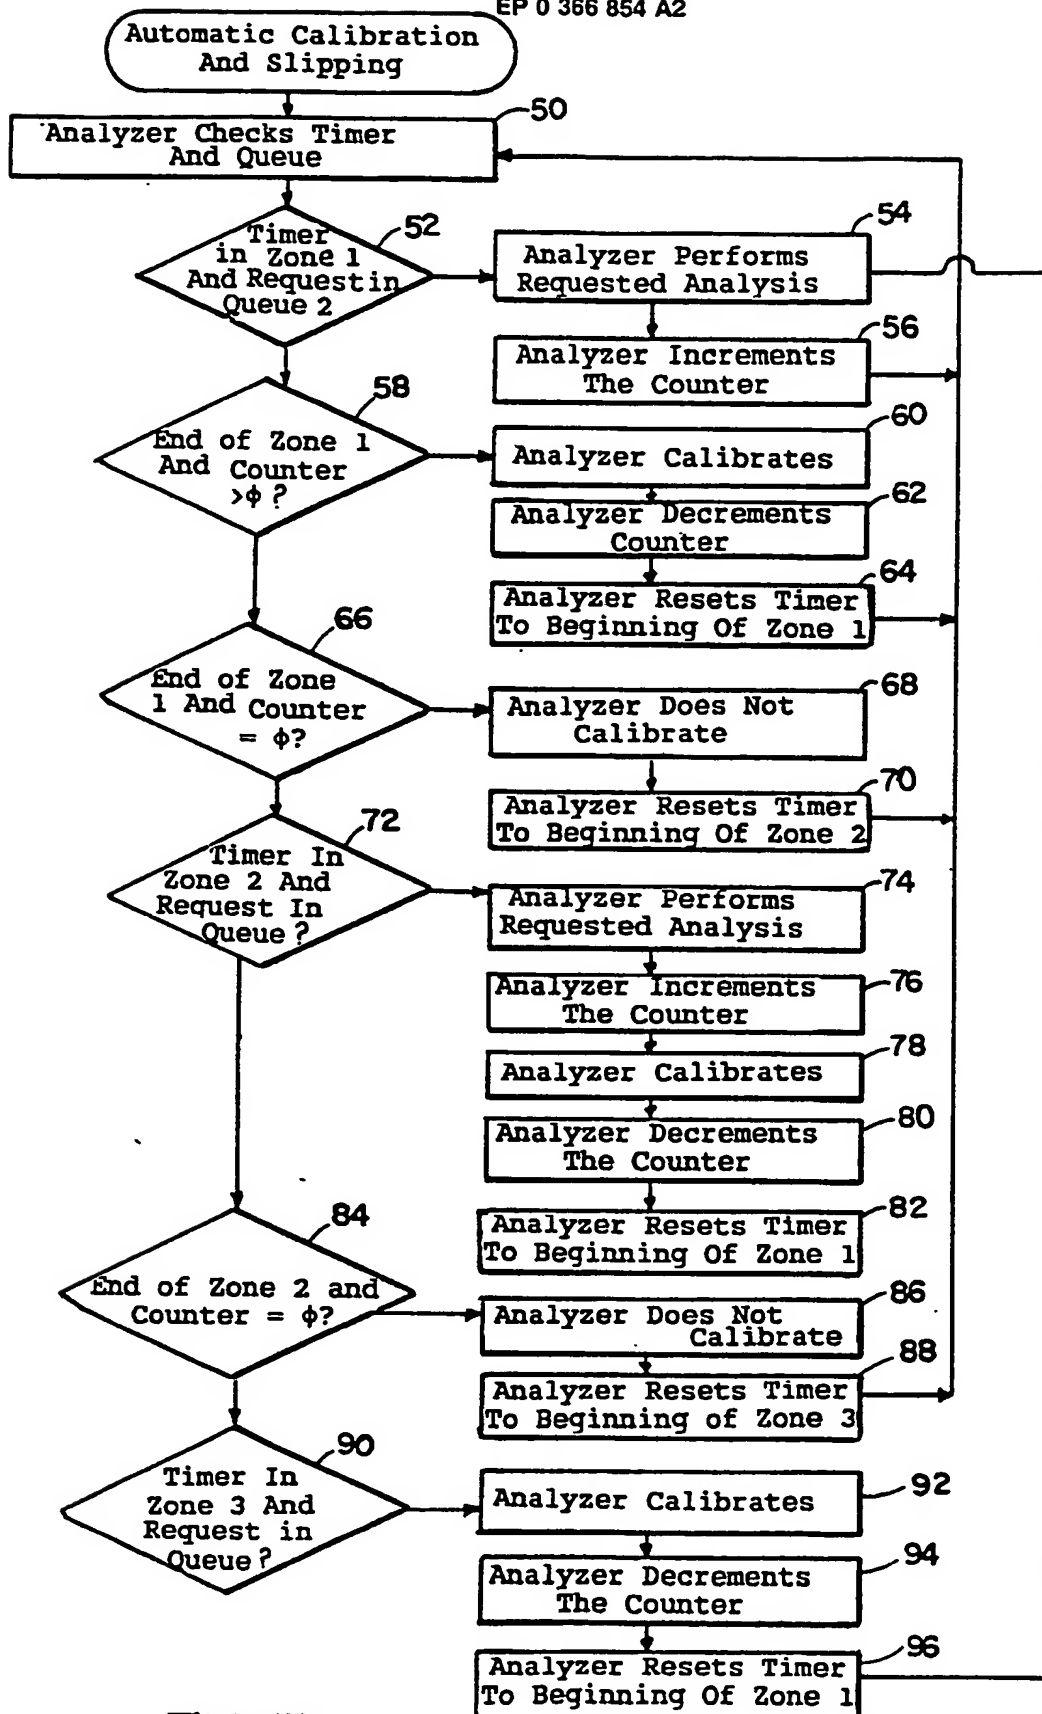 EP 0 366 854 A2
Automatic Calibration
And Slipping
50
Analyzer Checks Timer
And Queue
52
Timer
in Zone 1
And Request in
Queue 2
54
Analyzer Performs
Requested Analysis
56
Analyzer Increments
The Counter
58
End of Zone 1
And Counter
>ϕ ?
60
Analyzer Calibrates
62
Analyzer Decrements
Counter
64
Analyzer Resets Timer
To Beginning Of Zone 1
66
End of Zone
1 And Counter
= ϕ?
68
Analyzer Does Not
Calibrate
70
Analyzer Resets Timer
To Beginning Of Zone 2
72
Timer In
Zone 2 And
Request In
Queue ?
74
Analyzer Performs
Requested Analysis
76
Analyzer Increments
The Counter
78
Analyzer Calibrates
80
Analyzer Decrements
The Counter
82
Analyzer Resets Timer
To Beginning Of Zone 1
84
End of Zone 2 and
Counter = ϕ?
86
Analyzer Does Not
Calibrate
88
Analyzer Resets Timer
To Beginning of Zone 3
90
Timer In
Zone 3 And
Request in
Queue ?
92
Analyzer Calibrates
94
Analyzer Decrements
The Counter
96
Analyzer Resets Timer
To Beginning Of Zone 1